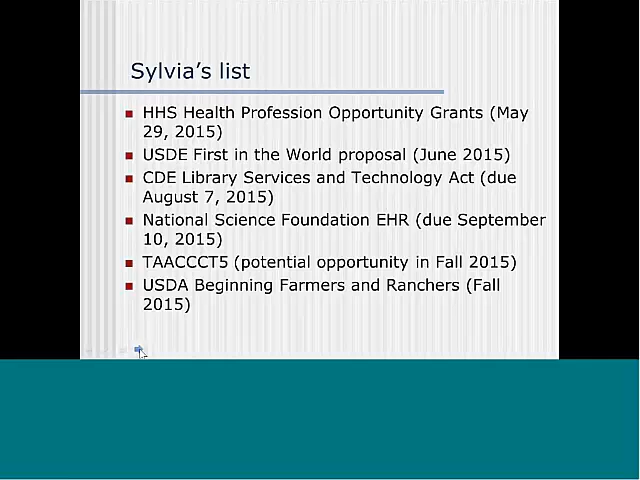 Sylvia's list
HHS Health Profession Opportunity Grants (May
29, 2015)
USDE First in the World proposal (June 2015)
CDE Library Services and Technology Act (due
August 7, 2015)
National Science Foundation EHR (due September
10, 2015)
TAACCCT5 (potential opportunity in Fall 2015)
USDA Beginning Farmers and Ranchers (Fall
2015)